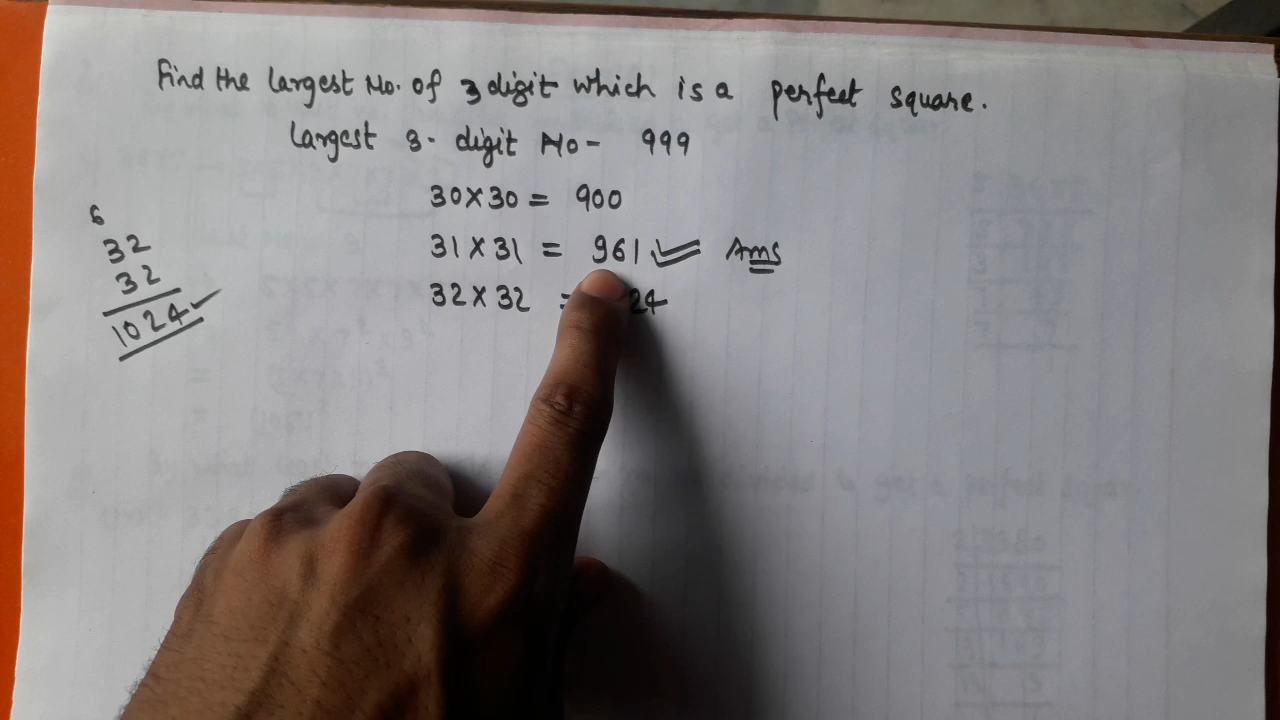 Find the largest No. of 3 digit which is a perfect square.
Largest 3- digit No - 999
30 X 30 = 900
31 X 31 = 961 Ans
32 X 32 = 24
6
32
32
1024